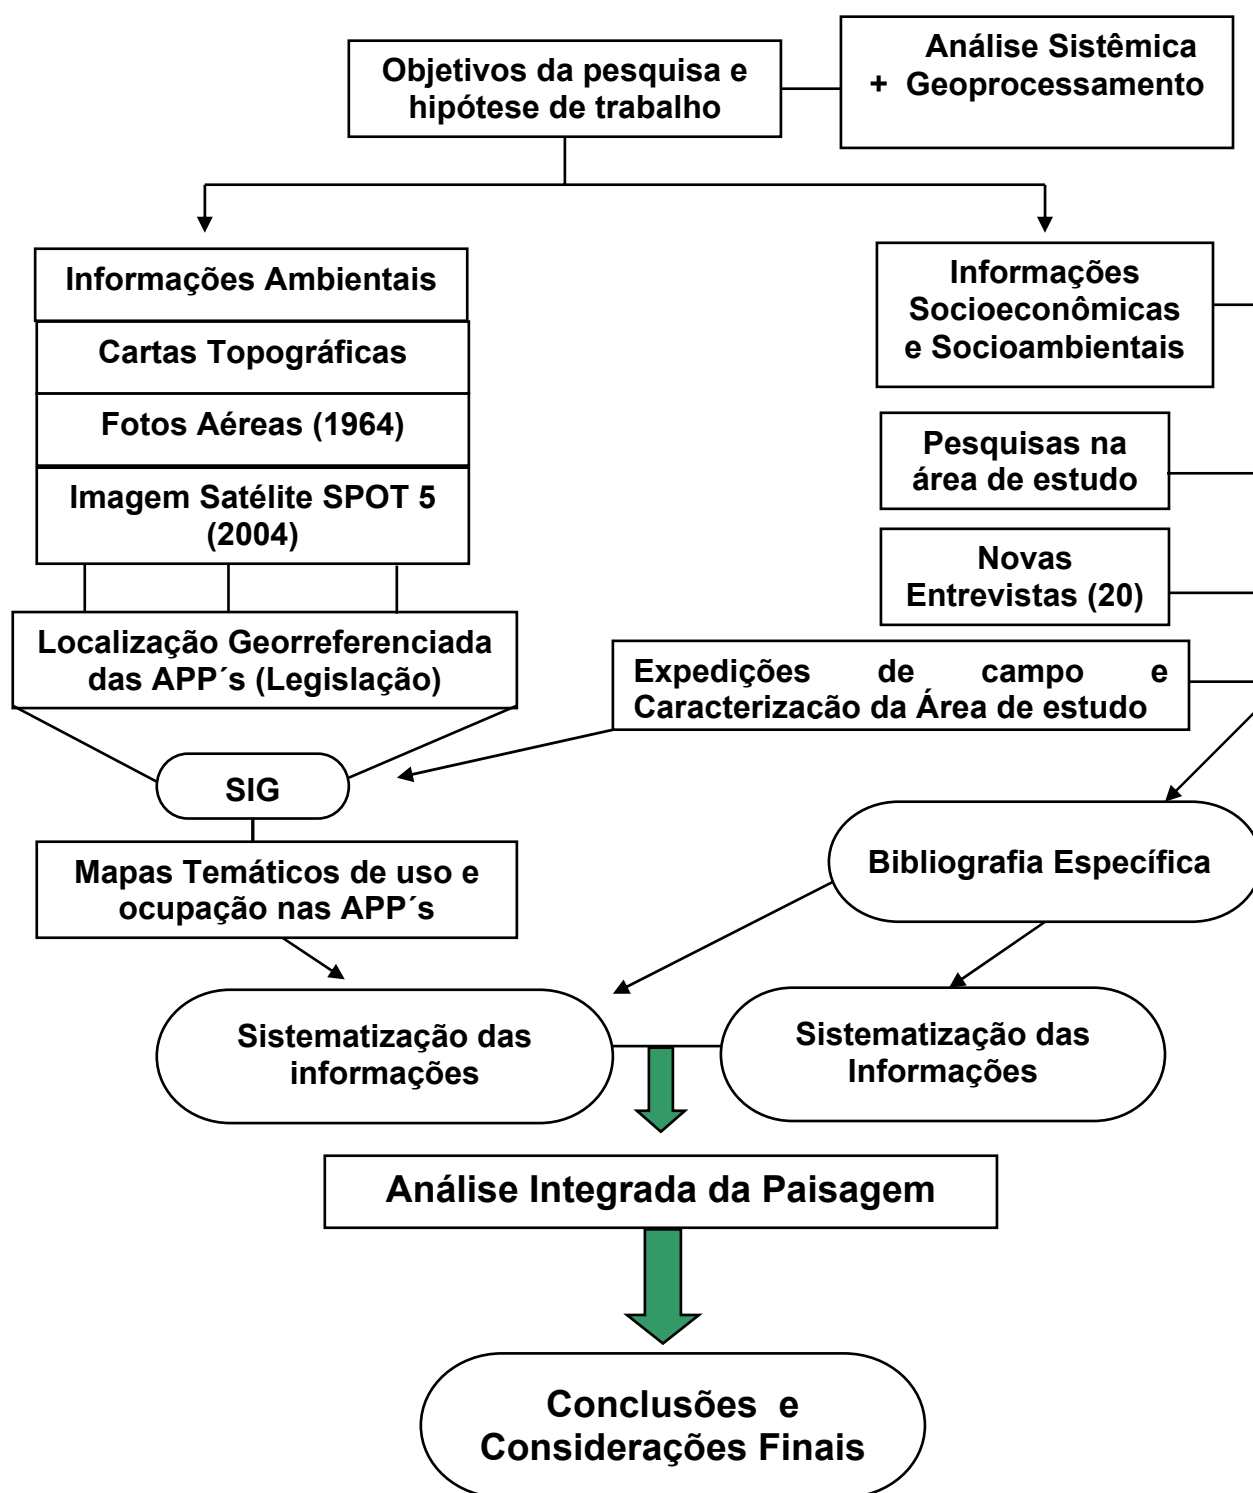 Análise Sistêmica
+ Geoprocessamento
Objetivos da pesquisa e
hipótese de trabalho
Informações Ambientais
Cartas Topográficas
Fotos Aéreas (1964)
Imagem Satélite SPOT 5
(2004)
Informações
Socioeconômicas
e Socioambientais
Pesquisas na
área de estudo
Novas
Entrevistas (20)
Localização Georreferenciada
das APP´s (Legislação)
Expedições de campo e
Caracterização da Área de estudo
SIG
Mapas Temáticos de uso e
ocupação nas APP´s
Bibliografia Específica
Sistematização das
informações
Sistematização das
Informações
Análise Integrada da Paisagem
Conclusões e
Considerações Finais